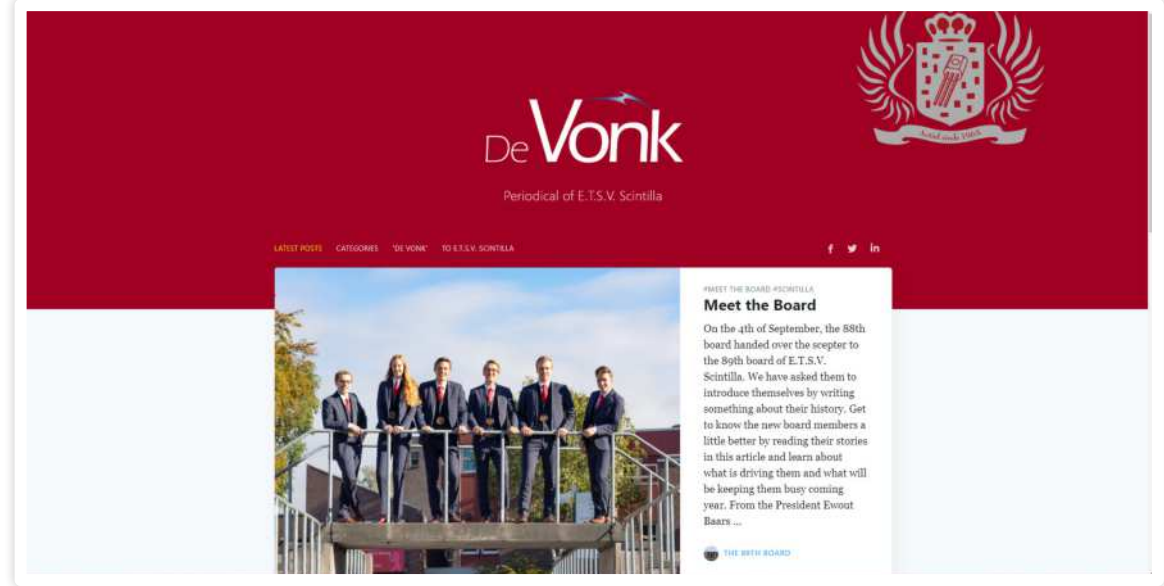 Actief sinds 1965
De Vonk
Periodical of E.T.S.V. Scintilla
LATEST POSTS CATEGORIES 'DE VONK' TO E.T.S.V. SCINTILLA
#MEET THE BOARD #SCINTILLA
Meet the Board
On the 4th of September, the 88th
board handed over the scepter to
the 89th board of E.T.S.V.
Scintilla. We have asked them to
introduce themselves by writing
something about their history. Get
to know the new board members a
little better by reading their stories
in this article and learn about
what is driving them and what will
be keeping them busy coming
year. From the President Ewout
Baars ...
THE 88TH BOARD